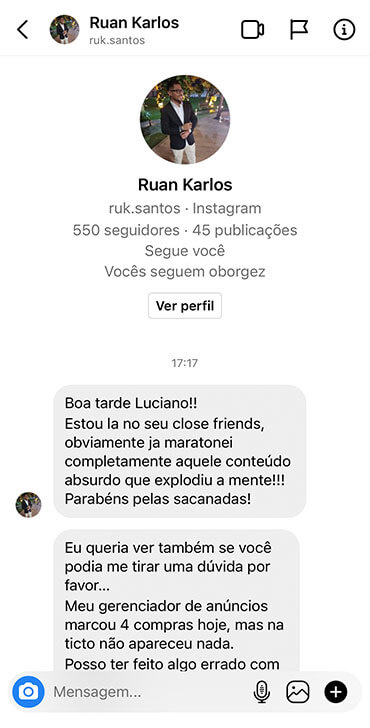 Ruan Karlos
ruk.santos
Ruan Karlos
ruk.santos · Instagram
550 seguidores · 45 publicações
Segue você
Vocês seguem oborgez
Ver perfil
17:17
Boa tarde Luciano!!
Estou la no seu close friends,
obviamente ja maratonei
completamente aquele conteúdo
absurdo que explodiu a mente!!!
Parabéns pelas sacanadas!
Eu queria ver também se você
podia me tirar uma dúvida por
favor...
Meu gerenciador de anúncios
marcou 4 compras hoje, mas na
ticto não apareceu nada.
Posso ter feito algo errado com
Mensagem...